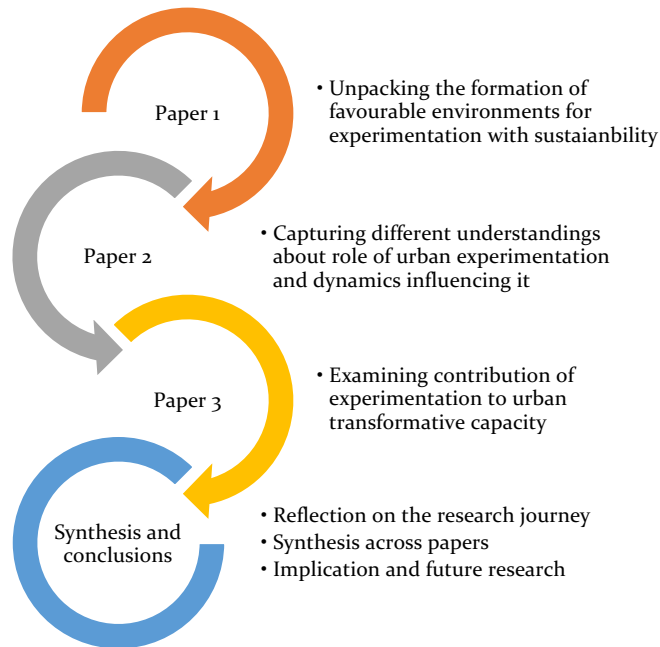 Paper 1
• Unpacking the formation of
favourable environments for
experimentation with sustaianbility
Paper 2
• Capturing different understandings
about role of urban experimentation
and dynamics influencing it
Paper 3
• Examining contribution of
experimentation to urban
transformative capacity
Synthesis and
conclusions
• Reflection on the research journey
• Synthesis across papers
• Implication and future research